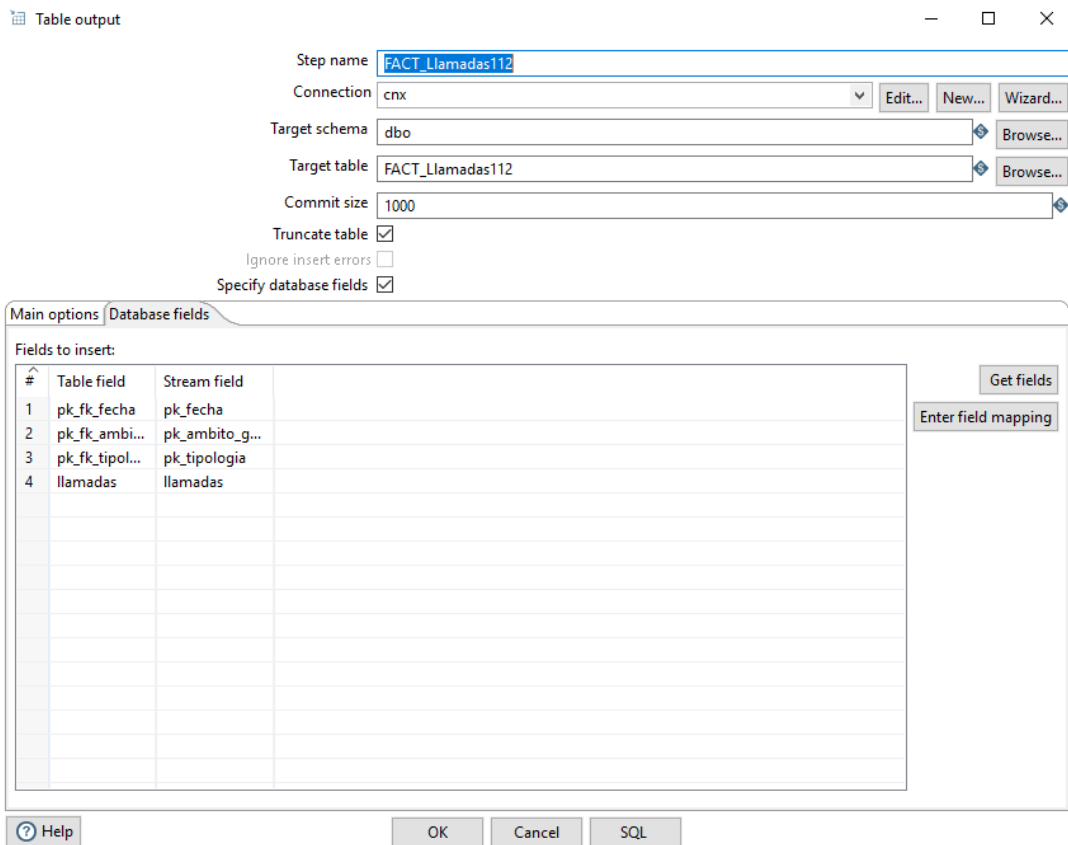 Table output
Step name FACT_Llamadas112
Connection cnx Edit... New... Wizard...
Target schema dbo Browse...
Target table FACT_Llamadas112 Browse...
Commit size 1000
Truncate table
Ignore insert errors
Specify database fields
Main options Database fields
Fields to insert:
# Table field Stream field Get fields
1 pk_fk_fecha pk_fecha Enter field mapping
2 pk_fk_ambi... pk_ambito_g...
3 pk_fk_tipol... pk_tipologia
4 llamadas llamadas
Help OK Cancel SQL